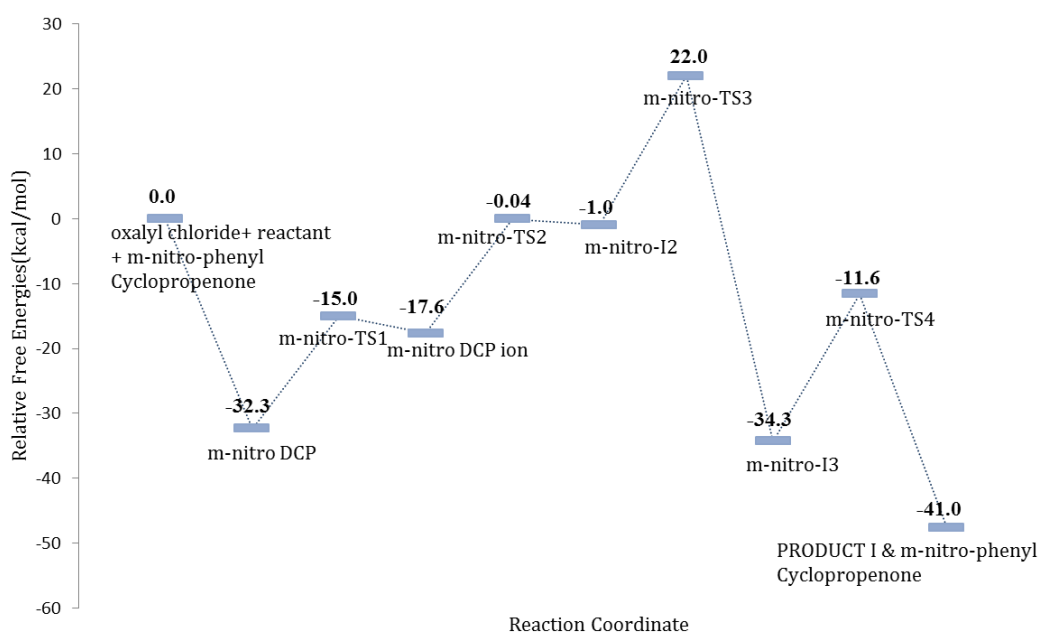 30
20
10
0
-10
-20
-30
-40
-50
-60
Relative Free Energies(kcal/mol)
Reaction Coordinate
0.0
oxalyl chloride+ reactant
+ m-nitro-phenyl
Cyclopropenone
-32.3
m-nitro DCP
-15.0
m-nitro-TS1
-17.6
m-nitro DCP ion
-0.04
m-nitro-TS2
-1.0
m-nitro-I2
22.0
m-nitro-TS3
-34.3
m-nitro-I3
-11.6
m-nitro-TS4
-41.0
PRODUCT I & m-nitro-phenyl
Cyclopropenone